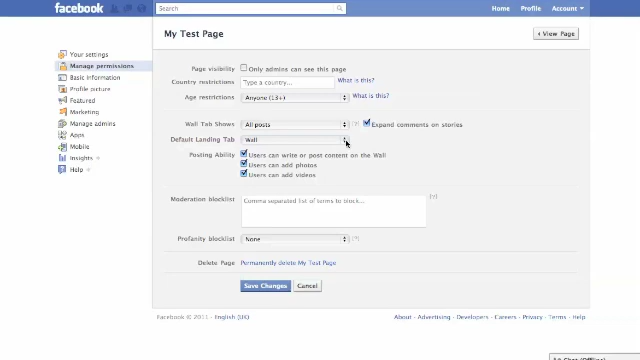 facebook
Search
Home Profile Account
My Test Page
‹ View Page
Your settings
Manage permissions
Basic information
Profile picture
Featured
Marketing
Manage admins
Apps
Mobile
Insights »
Help »
Page visibility Only admins can see this page
Country restrictions Type a country... What is this?
Age restrictions Anyone (13+) What is this?
Wall Tab Shows All posts [?] Expand comments on stories
Default Landing Tab Wall
Posting Ability Users can write or post content on the Wall
Users can add photos
Users can add videos
Moderation blocklist Comma separated list of terms to block... [?]
Profanity blocklist None [?]
Delete Page Permanently delete My Test Page
Save Changes Cancel
Facebook © 2011 · English (US)
About · Advertising · Developers · Careers · Privacy · Terms · Help
Chat (Offline)